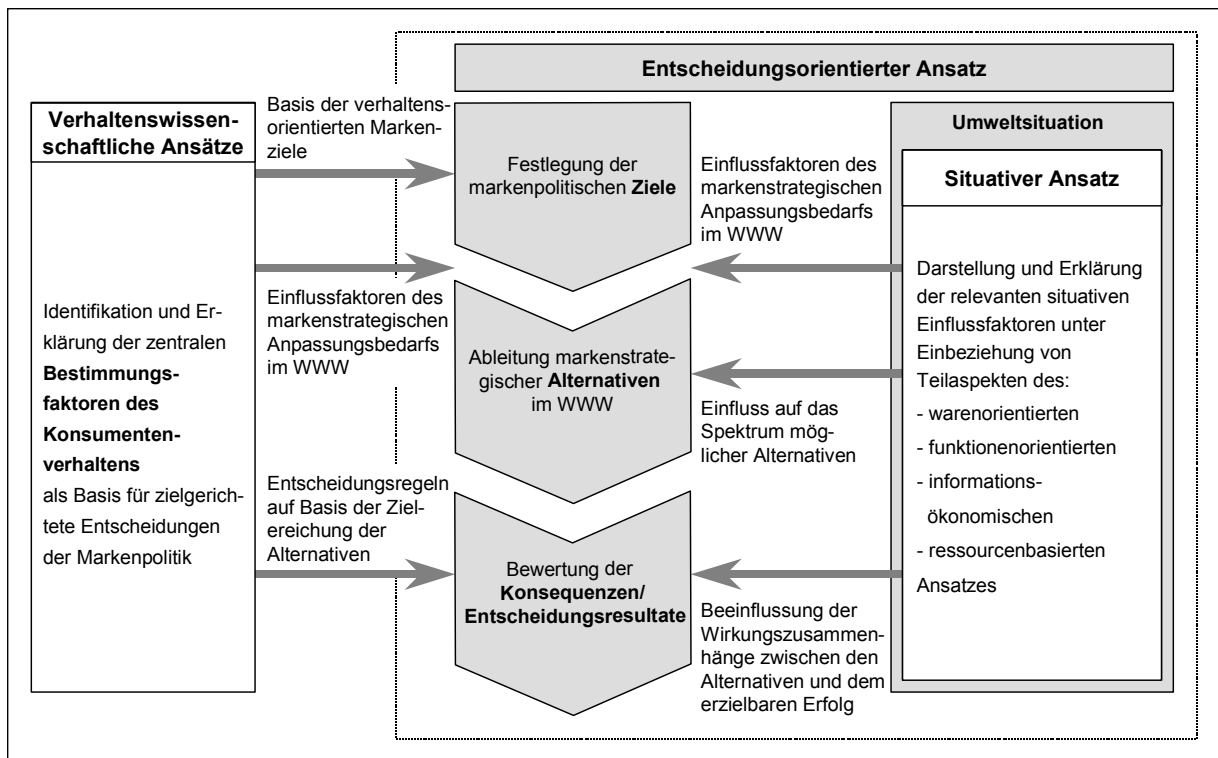 Entscheidungsorientierter Ansatz
Verhaltenswissen-
schaftliche Ansätze
Identifikation und Er-
klärung der zentralen
Bestimmungs-
faktoren des
Konsumenten-
verhaltens
als Basis für zielgerich-
tete Entscheidungen
der Markenpolitik
Basis der verhaltens-
orientierten Marken-
ziele
Einflussfaktoren des
markenstrategischen
Anpassungsbedarfs
im WWW
Entscheidungsregeln
auf Basis der Ziel-
ereichung der
Alternativen
Festlegung der
markenpolitischen Ziele
Ableitung markenstrate-
gischer Alternativen
im WWW
Bewertung der
Konsequenzen/
Entscheidungsresultate
Einflussfaktoren des
markenstrategischen
Anpassungsbedarfs
im WWW
Einfluss auf das
Spektrum mög-
licher Alternativen
Beeinflussung der
Wirkungszusammen-
hänge zwischen den
Alternativen und dem
erzielbaren Erfolg
Umweltsituation
Situativer Ansatz
Darstellung und Erklärung
der relevanten situativen
Einflussfaktoren unter
Einbeziehung von
Teilaspekten des:
- warenorientierten
- funktionenorientierten
- informations-
ökonomischen
- ressourcenbasierten
Ansatzes